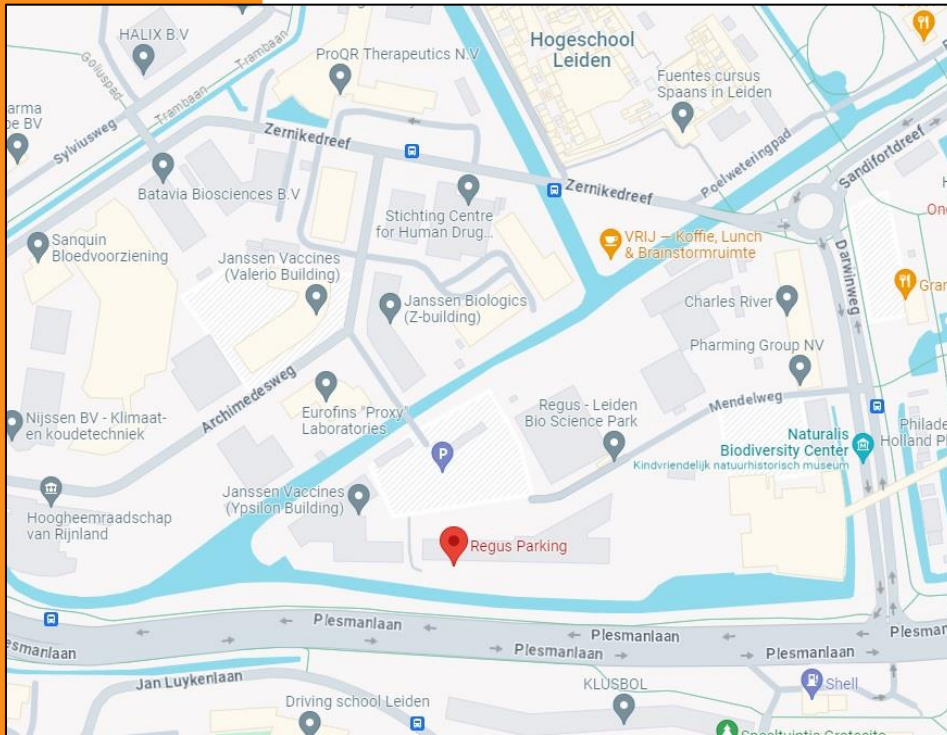 HALIX B.V
Goliuspad
Trambaan
Trambaan
ProQR Therapeutics N.V
Hogeschool
Leiden
Fuentes cursus
Spaans in Leiden
Sylviusweg
Zernikedreef
Poelweteringpad
Sandifortdreef
Batavia Biosciences B.V
Zernikedreef
Stichting Centre
for Human Drug...
Sanquin
Bloedvoorziening
VRIJ – Koffie, Lunch
& Brainstormruimte
Darwinweg
Janssen Vaccines
(Valerio Building)
Janssen Biologics
(Z-building)
Charles River
Pharming Group NV
Archimedesweg
Eurofins "Proxy"
Laboratories
Regus - Leiden
Bio Science Park
Mendelweg
Nijssen BV - Klimaat-
en koudetechniek
Naturalis
Biodiversity Center
Kindvriendelijk natuurhistorisch museum
P
Janssen Vaccines
(Ypsilon Building)
Hoogheemraadschap
van Rijnland
Regus Parking
Plesmanlaan
Plesmanlaan
Plesmanlaan
Plesmanlaan
Jan Luykenlaan
Driving school Leiden
KLUSBOL
Shell